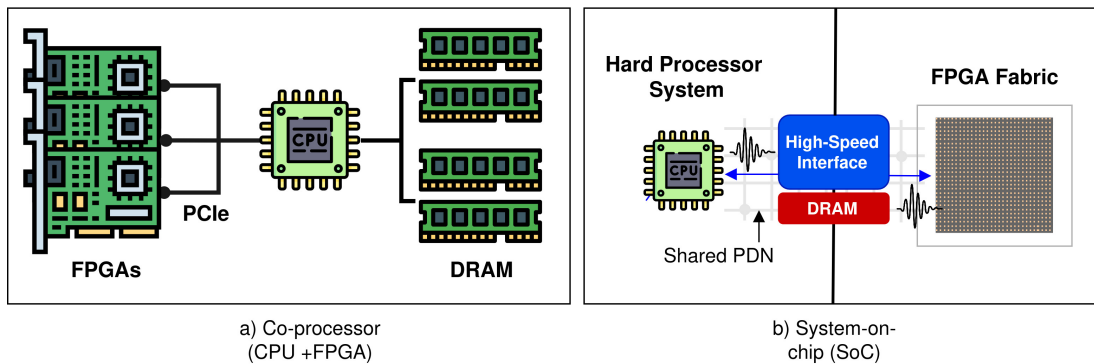 CPU
PCIe
FPGAs
DRAM
a) Co-processor
(CPU +FPGA)
Hard Processor
System
FPGA Fabric
High-Speed
Interface
CPU
DRAM
Shared PDN
b) System-on-
chip (SoC)